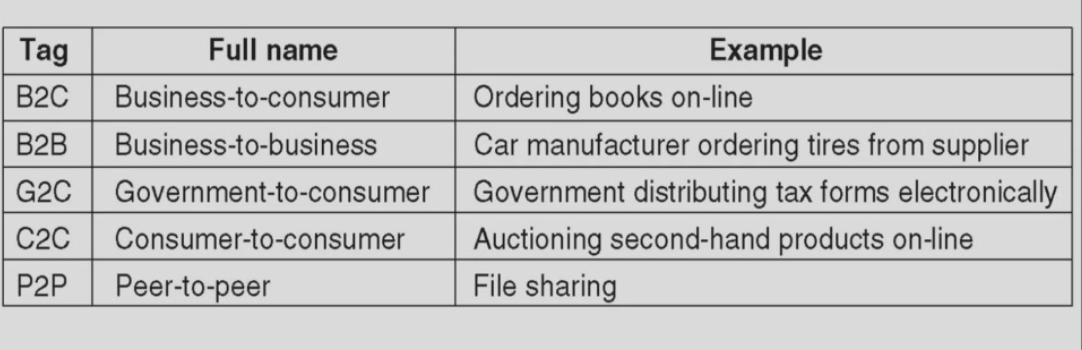 Tag Full name Example
B2C Business-to-consumer Ordering books on-line
B2B Business-to-business Car manufacturer ordering tires from supplier
G2C Government-to-consumer Government distributing tax forms electronically
C2C Consumer-to-consumer Auctioning second-hand products on-line
P2P Peer-to-peer File sharing